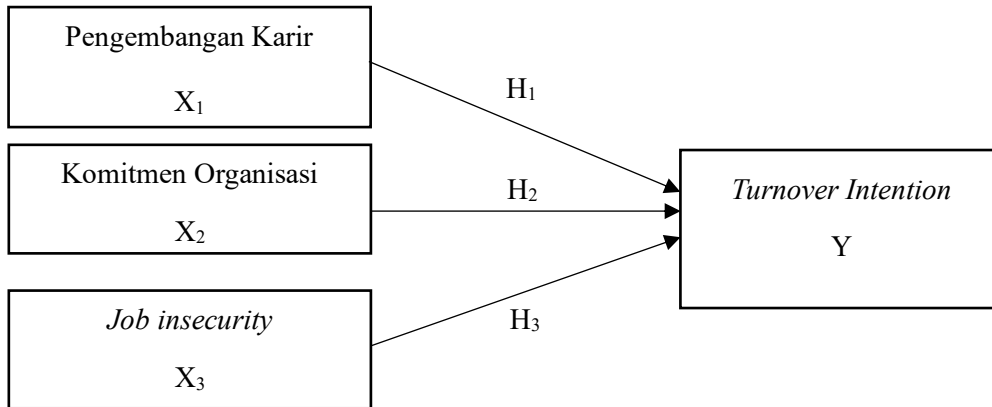 Pengembangan Karir
X₁
H₁
Komitmen Organisasi
X₂
H₂
Turnover Intention
Y
Job insecurity
X₃
H₃